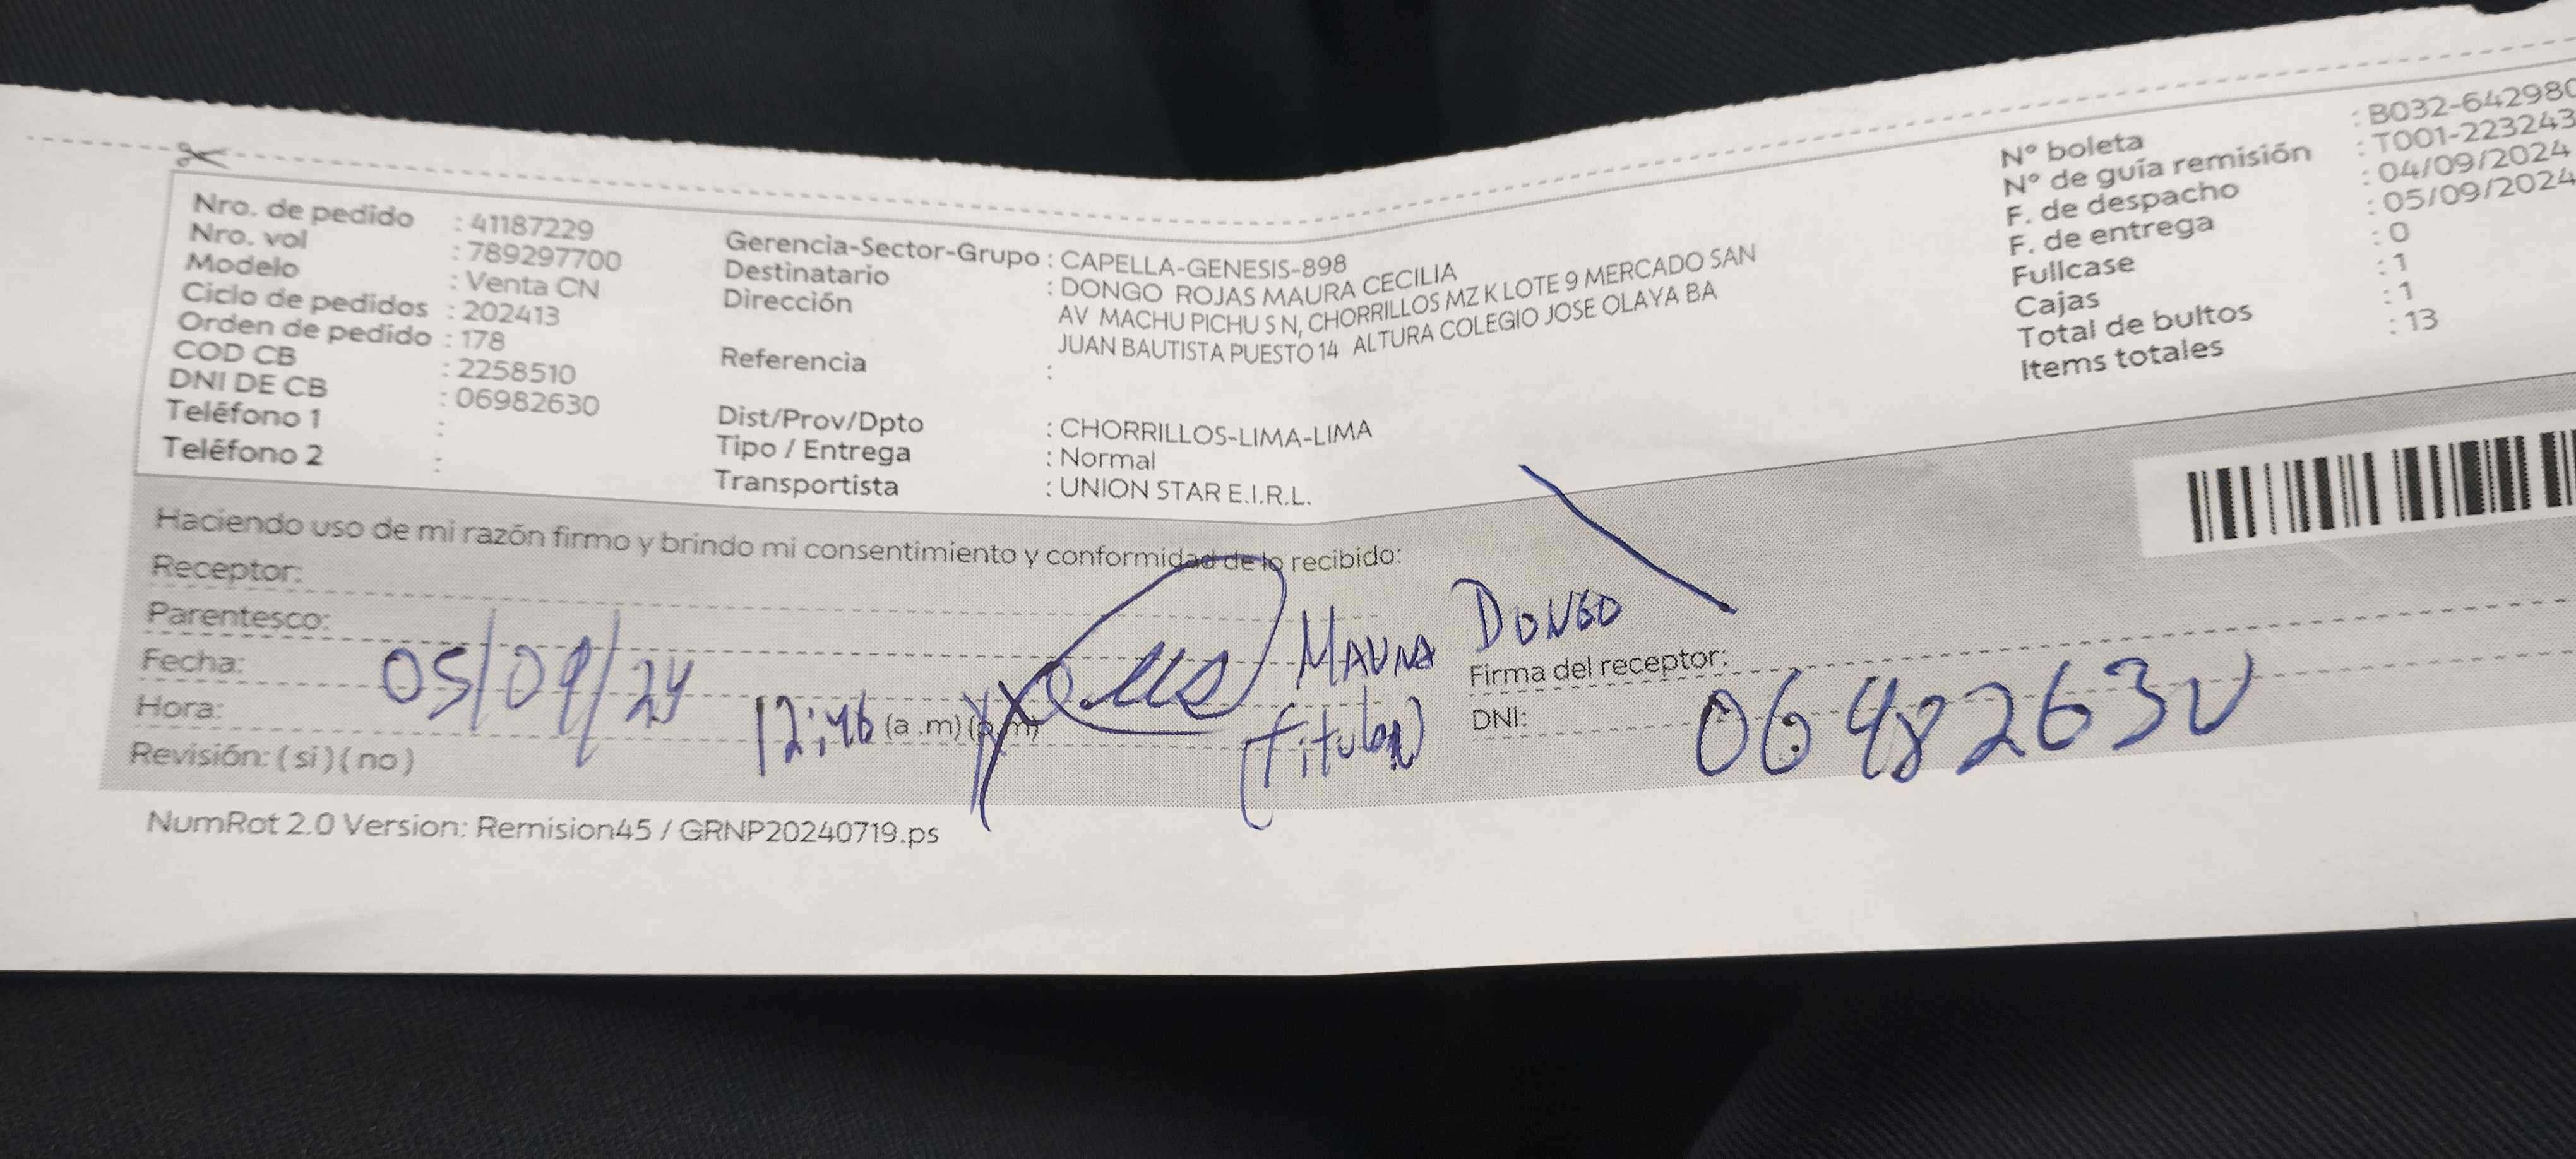 Nro. de pedido : 41187229
Nro. vol : 789297700
Modelo : Venta CN
Ciclo de pedidos : 202413
Orden de pedido : 178
COD CB : 2258510
DNI DE CB : 06982630
Teléfono 1 :
Teléfono 2 :
Gerencia-Sector-Grupo : CAPELLA-GENESIS-898
Destinatario : DONGO ROJAS MAURA CECILIA
Dirección : AV MACHU PICHU S N, CHORRILLOS MZ K LOTE 9 MERCADO SAN
JUAN BAUTISTA PUESTO 14 ALTURA COLEGIO JOSE OLAYA BA
Referencia :
Dist/Prov/Dpto : CHORRILLOS-LIMA-LIMA
Tipo / Entrega : Normal
Transportista : UNION STAR E.I.R.L.
N° boleta : B032-642980
N° de guía remisión : T001-223243
F. de despacho : 04/09/2024
F. de entrega : 05/09/2024
Fullcase : 0
Cajas : 1
Total de bultos : 1
Items totales : 13
Haciendo uso de mi razón firmo y brindo mi consentimiento y conformidad de lo recibido:
Receptor:
Parentesco:
Fecha: 05/09/24
Hora: 12:46 (a .m) (p .m)
Revisión: ( si ) ( no )
MAURA DONGO
(titular)
Firma del receptor:
DNI: 06982630
NumRot 2.0 Version: Remision45 / GRNP20240719.ps